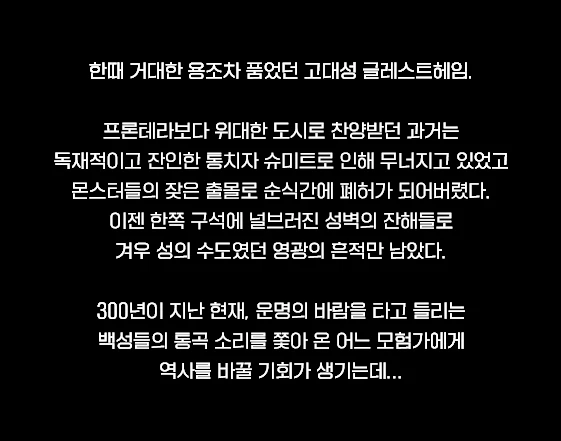 한때 거대한 용조차 품었던 고대성 글레스트헤임.
프론테라보다 위대한 도시로 찬양받던 과거는
독재적이고 잔인한 통치자 슈미트로 인해 무너지고 있었고
몬스터들의 잦은 출몰로 순식간에 폐허가 되어버렸다.
이젠 한쪽 구석에 널브러진 성벽의 잔해들로
겨우 성의 수도였던 영광의 흔적만 남았다.
300년이 지난 현재, 운명의 바람을 타고 들리는
백성들의 통곡 소리를 쫓아 온 어느 모험가에게
역사를 바꿀 기회가 생기는데...